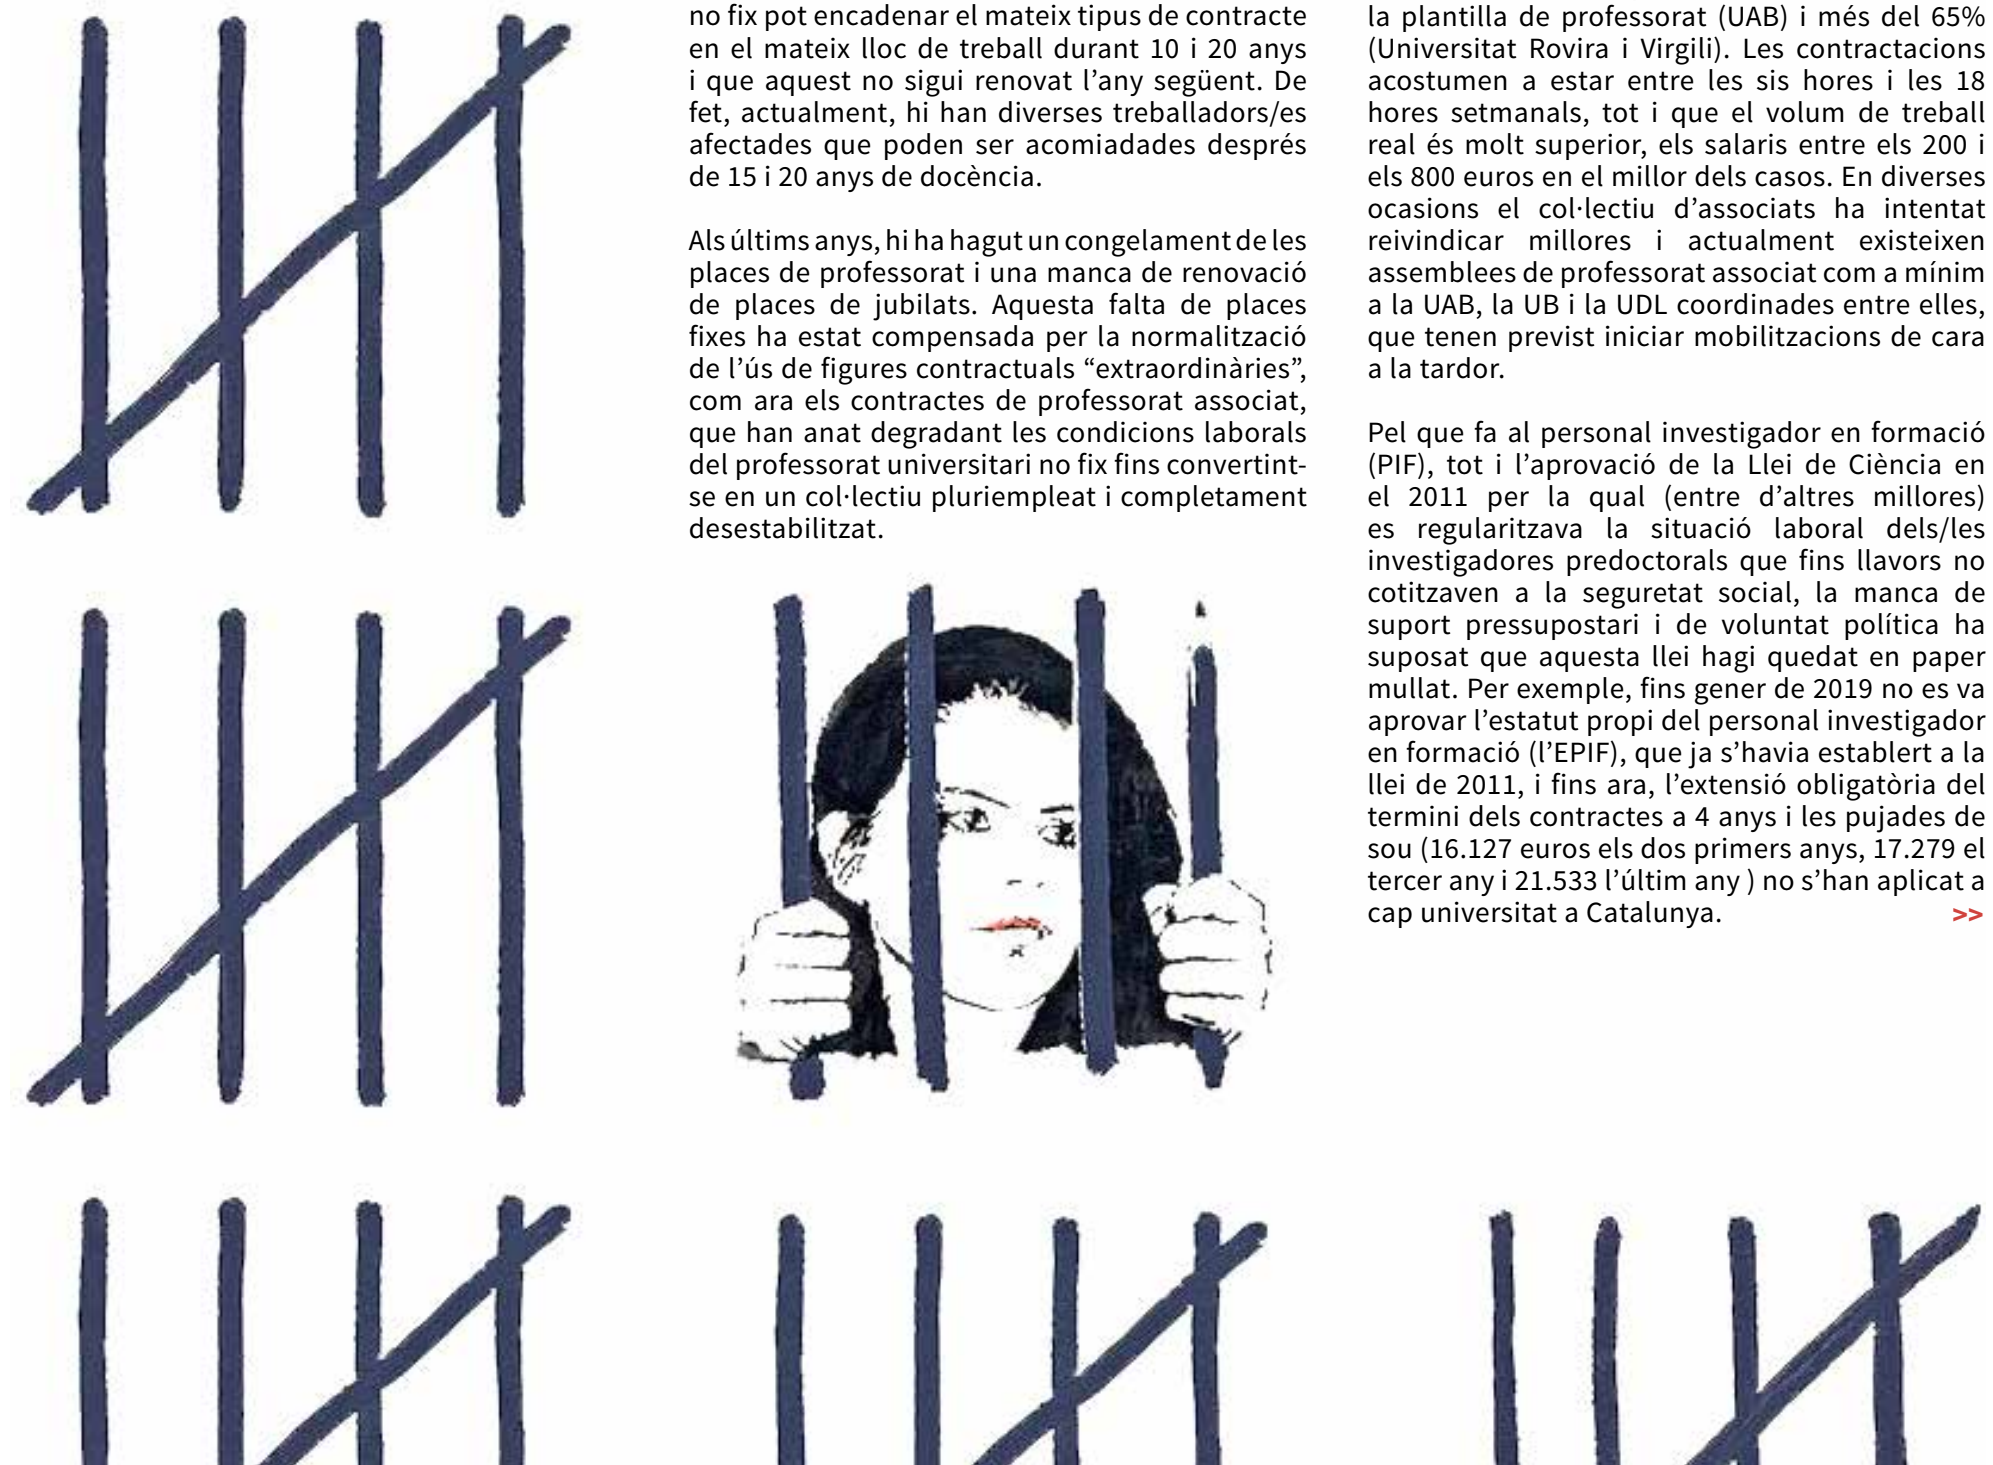 no fix pot encadenar el mateix tipus de contracte
en el mateix lloc de treball durant 10 i 20 anys
i que aquest no sigui renovat l’any següent. De
fet, actualment, hi han diverses treballadors/es
afectades que poden ser acomiadades després
de 15 i 20 anys de docència.
Als últims anys, hi ha hagut un congelament de les
places de professorat i una manca de renovació
de places de jubilats. Aquesta falta de places
fixes ha estat compensada per la normalització
de l’ús de figures contractuals “extraordinàries”,
com ara els contractes de professorat associat,
que han anat degradant les condicions laborals
del professorat universitari no fix fins convertint-
se en un col·lectiu pluriempleat i completament
desestabilitzat.
la plantilla de professorat (UAB) i més del 65%
(Universitat Rovira i Virgili). Les contractacions
acostumen a estar entre les sis hores i les 18
hores setmanals, tot i que el volum de treball
real és molt superior, els salaris entre els 200 i
els 800 euros en el millor dels casos. En diverses
ocasions el col·lectiu d’associats ha intentat
reivindicar millores i actualment existeixen
assemblees de professorat associat com a mínim
a la UAB, la UB i la UDL coordinades entre elles,
que tenen previst iniciar mobilitzacions de cara
a la tardor.
Pel que fa al personal investigador en formació
(PIF), tot i l’aprovació de la Llei de Ciència en
el 2011 per la qual (entre d’altres millores)
es regularitzava la situació laboral dels/les
investigadores predoctorals que fins llavors no
cotitzaven a la seguretat social, la manca de
suport pressupostari i de voluntat política ha
suposat que aquesta llei hagi quedat en paper
mullat. Per exemple, fins gener de 2019 no es va
aprovar l’estatut propi del personal investigador
en formació (l’EPIF), que ja s’havia establert a la
llei de 2011, i fins ara, l’extensió obligatòria del
termini dels contractes a 4 anys i les pujades de
sou (16.127 euros els dos primers anys, 17.279 el
tercer any i 21.533 l’últim any ) no s’han aplicat a
cap universitat a Catalunya. >>